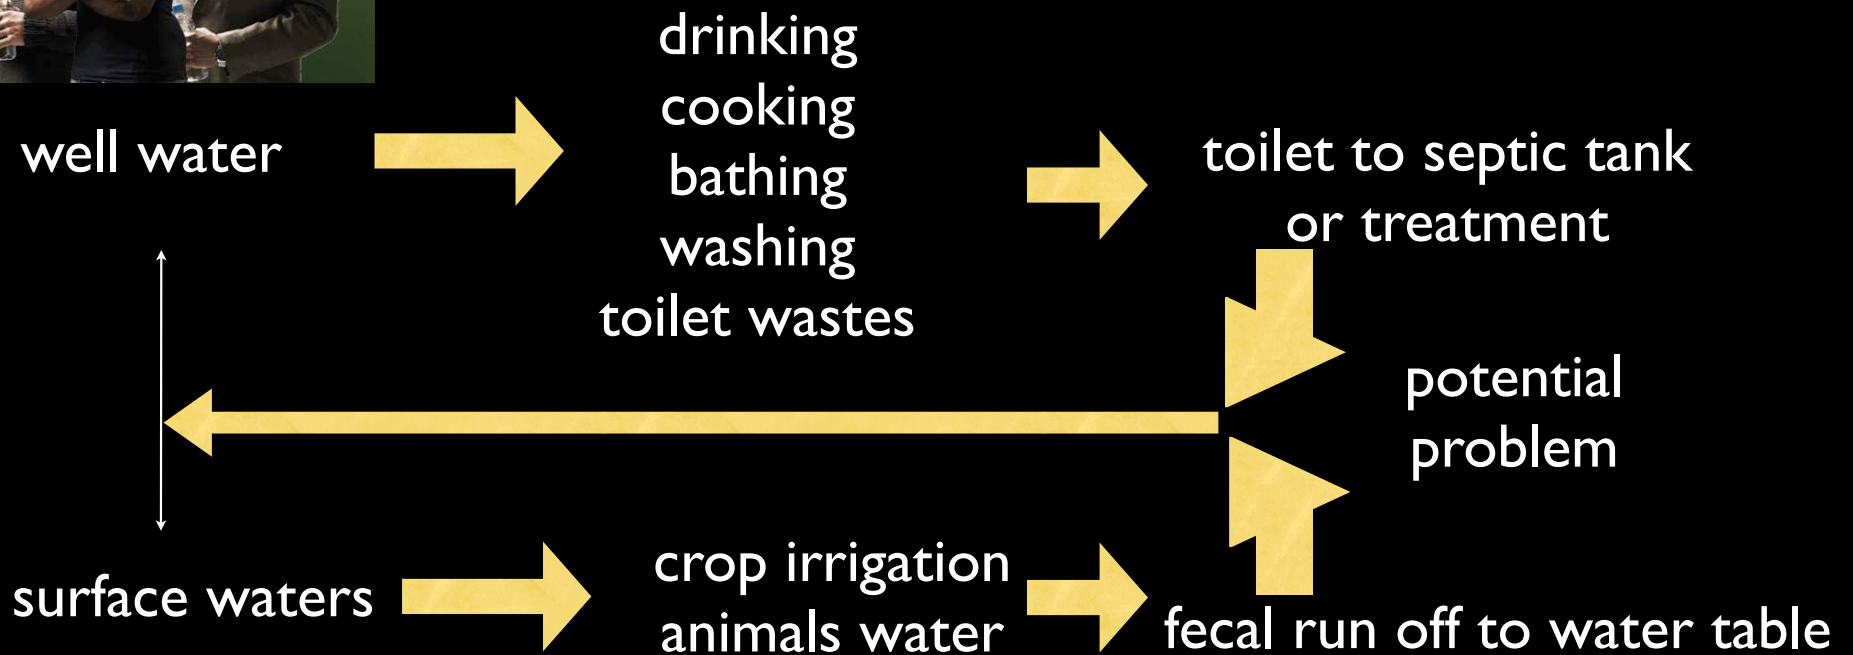 well water
drinking
cooking
bathing
washing
toilet wastes
toilet to septic tank
or treatment
potential
problem
surface waters
crop irrigation
animals water
fecal run off to water table